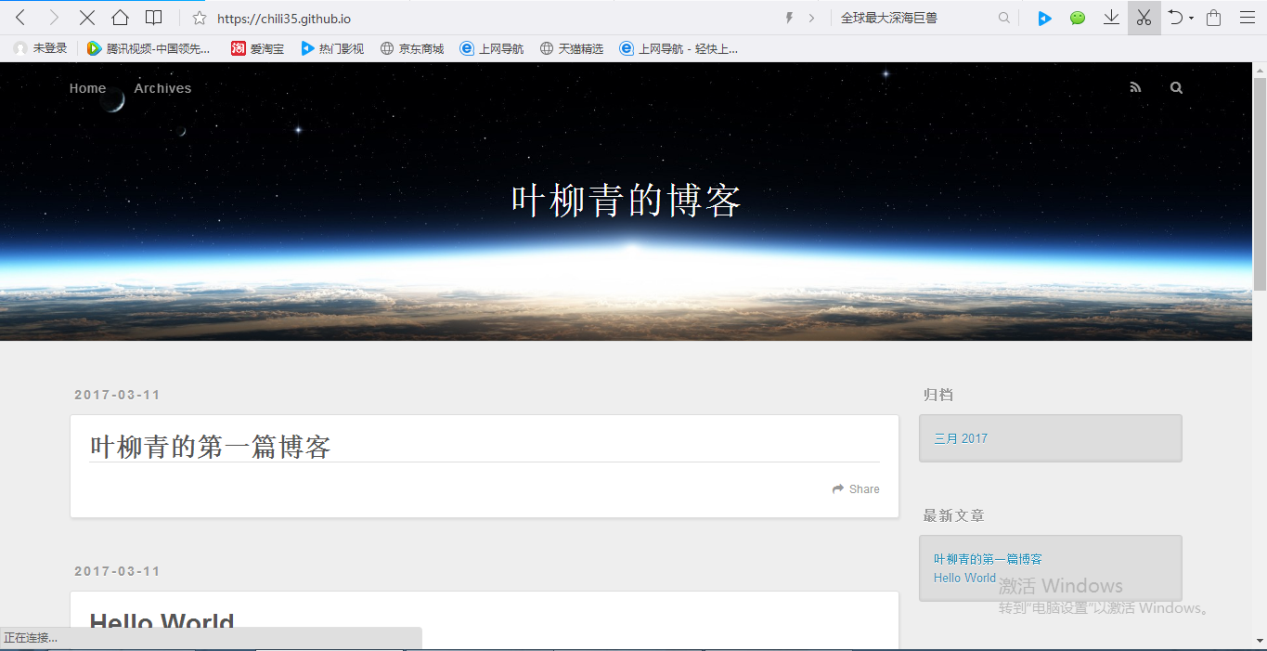 https://chili35.github.io
全球最大深海巨兽
未登录
腾讯视频-中国领先...
淘 爱淘宝
热门影视
京东商城
上网导航
天猫精选
上网导航 - 轻快上...
Home
Archives
叶柳青的博客
2017-03-11
叶柳青的第一篇博客
Share
2017-03-11
Hello World
归档
三月 2017
最新文章
叶柳青的第一篇博客
Hello World
激活 Windows
转到"电脑设置"以激活 Windows。
正在连接...